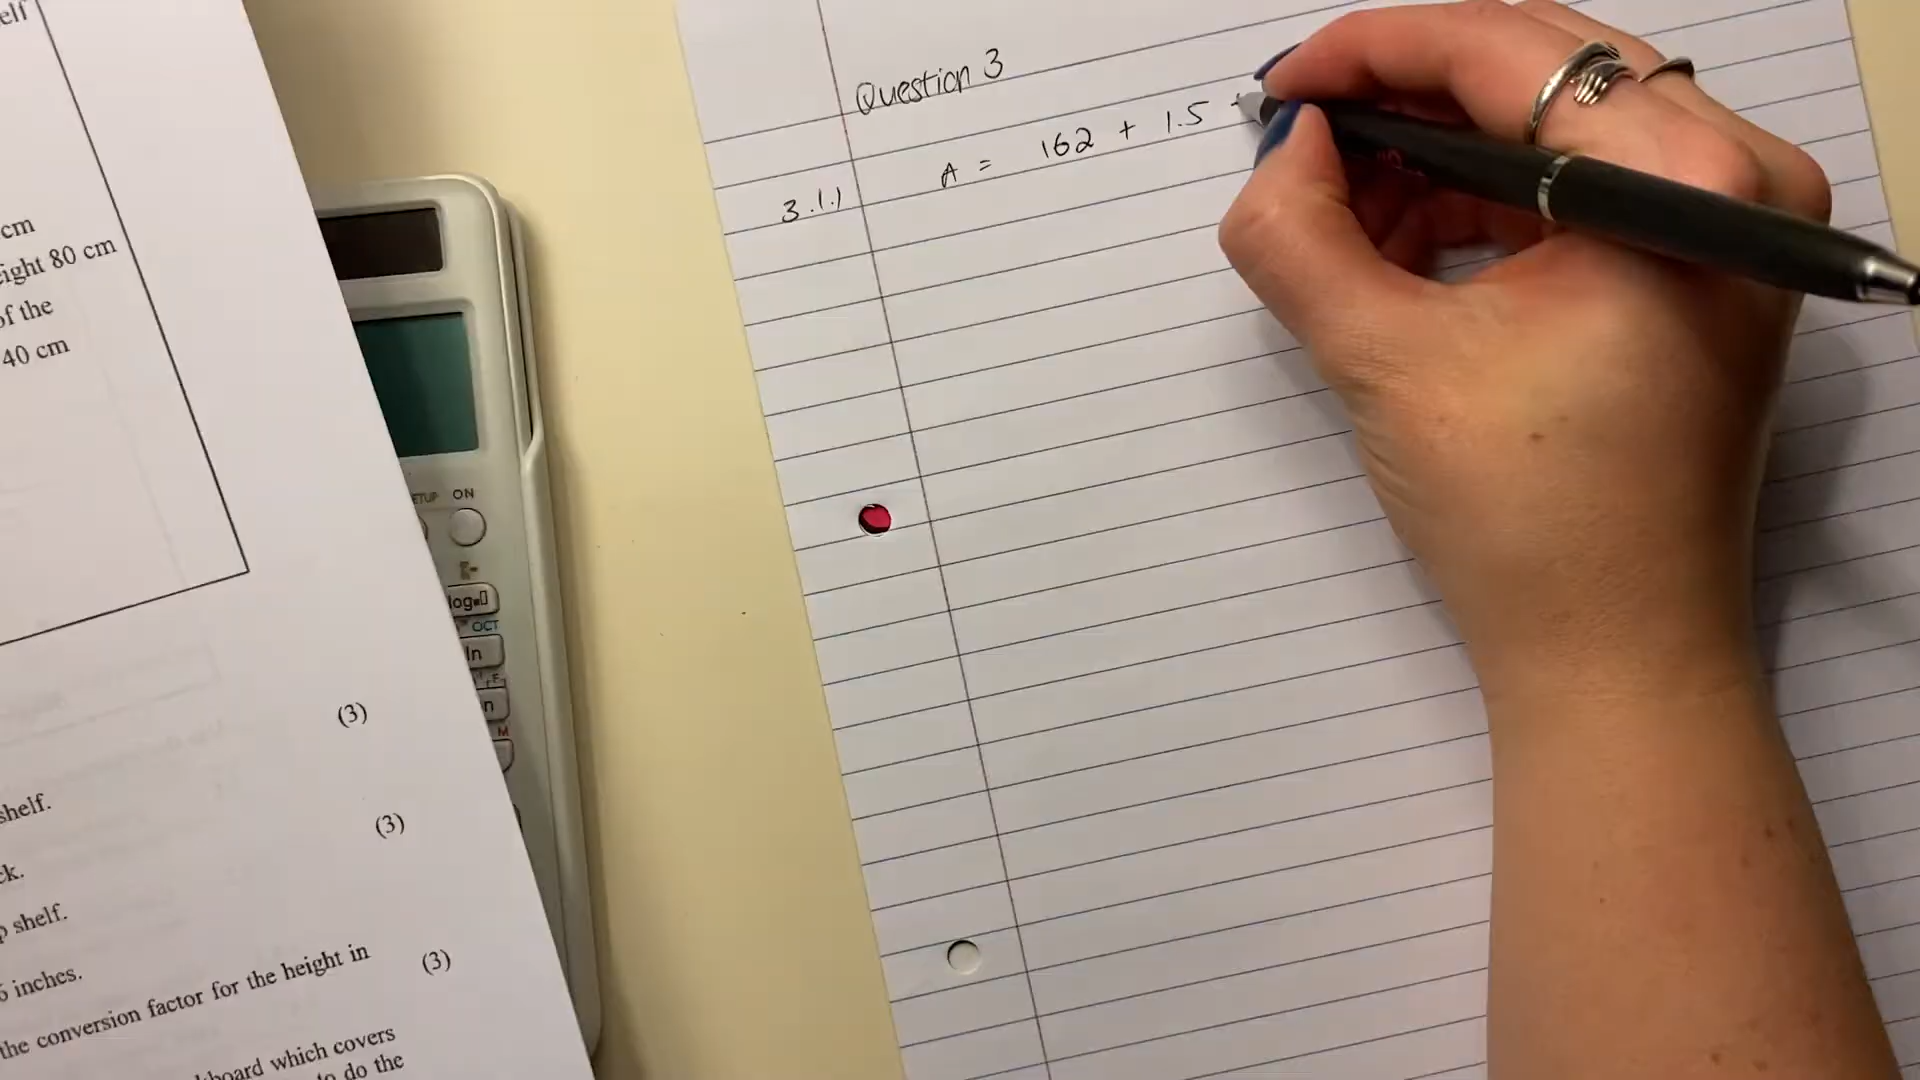 elf
cm
eight 80 cm
of the
40 cm
(3)
shelf.
(3)
ck.
p shelf.
6 inches.
the conversion factor for the height in
(3)
board which covers
to do the
ETUP ON
log
OCT
ln
F
n
M
Question 3
3.1.1 A = 162 + 1.5